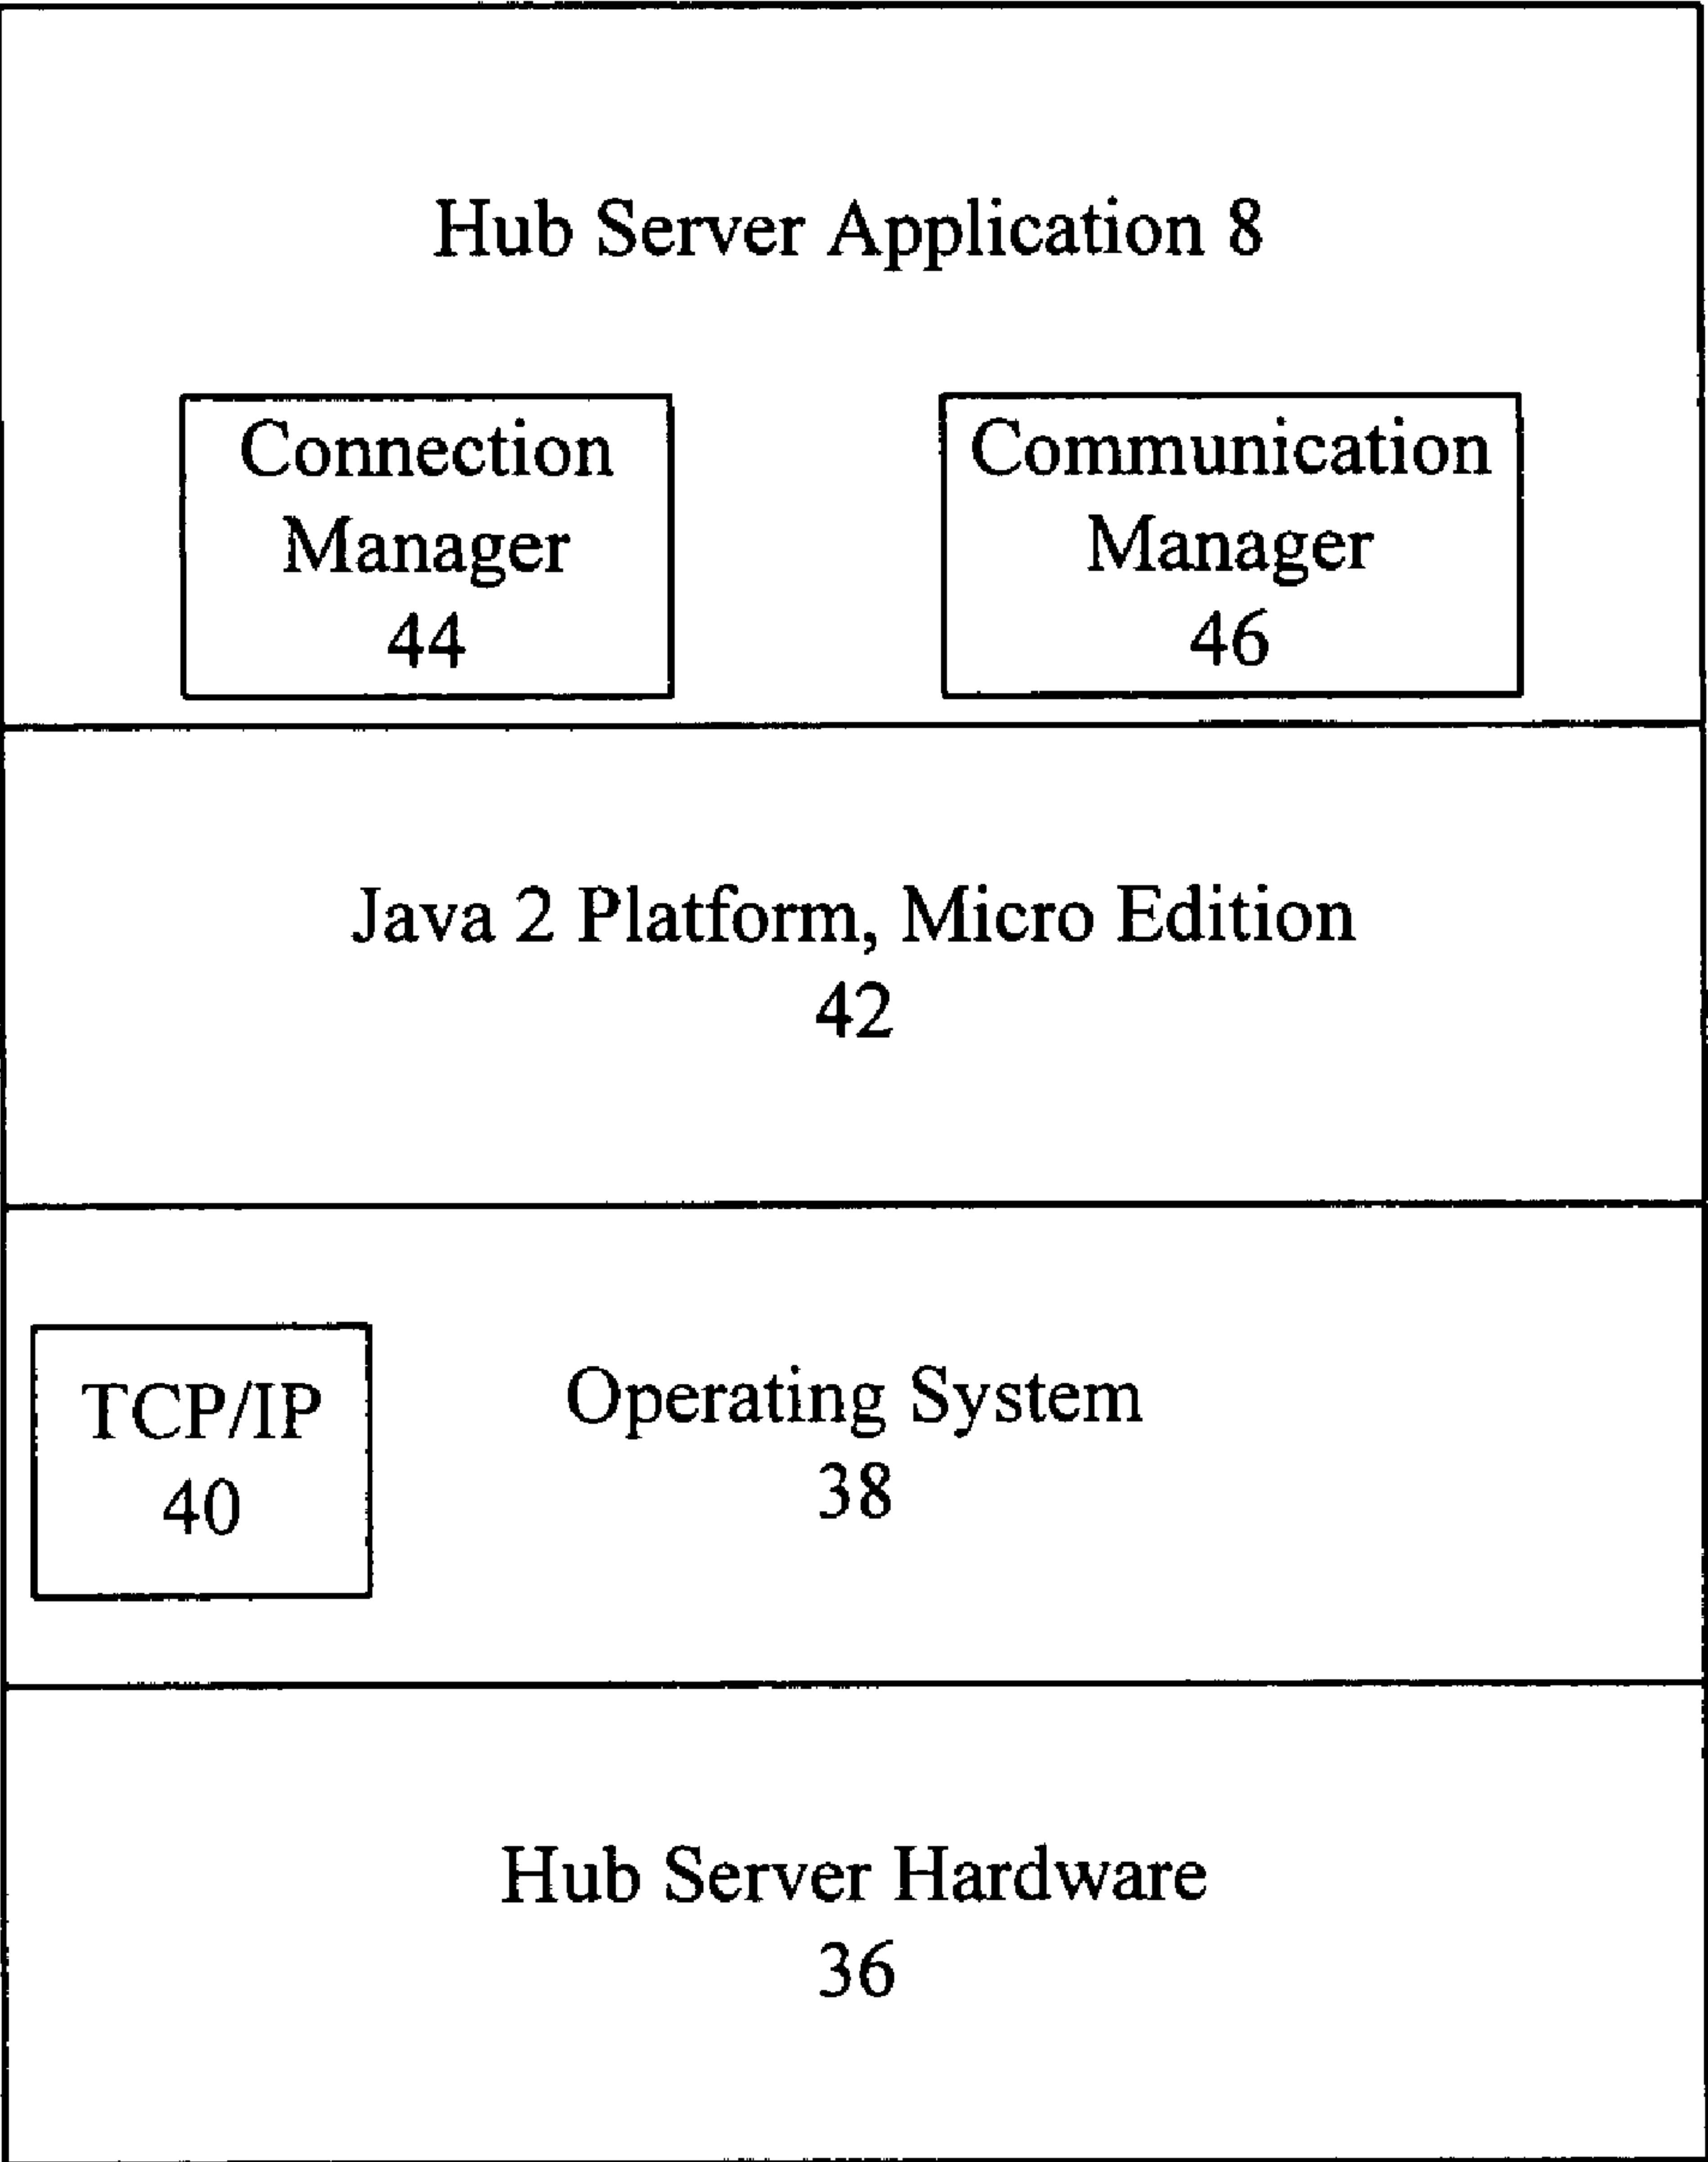 Hub Server Application 8
Connection
Manager
44
Communication
Manager
46
Java 2 Platform, Micro Edition
42
TCP/IP
40
Operating System
38
Hub Server Hardware
36